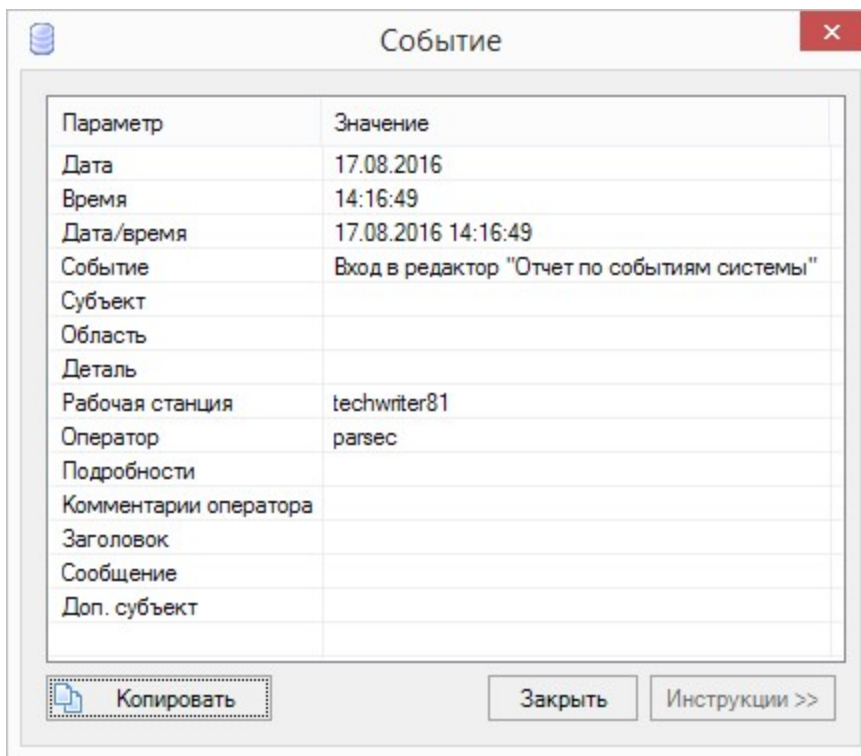 Событие
Параметр Значение
Дата 17.08.2016
Время 14:16:49
Дата/время 17.08.2016 14:16:49
Событие Вход в редактор "Отчет по событиям системы"
Субъект
Область
Деталь
Рабочая станция techwriter81
Оператор parsec
Подробности
Комментарии оператора
Заголовок
Сообщение
Доп. субъект
Копировать Закрыть Инструкции >>